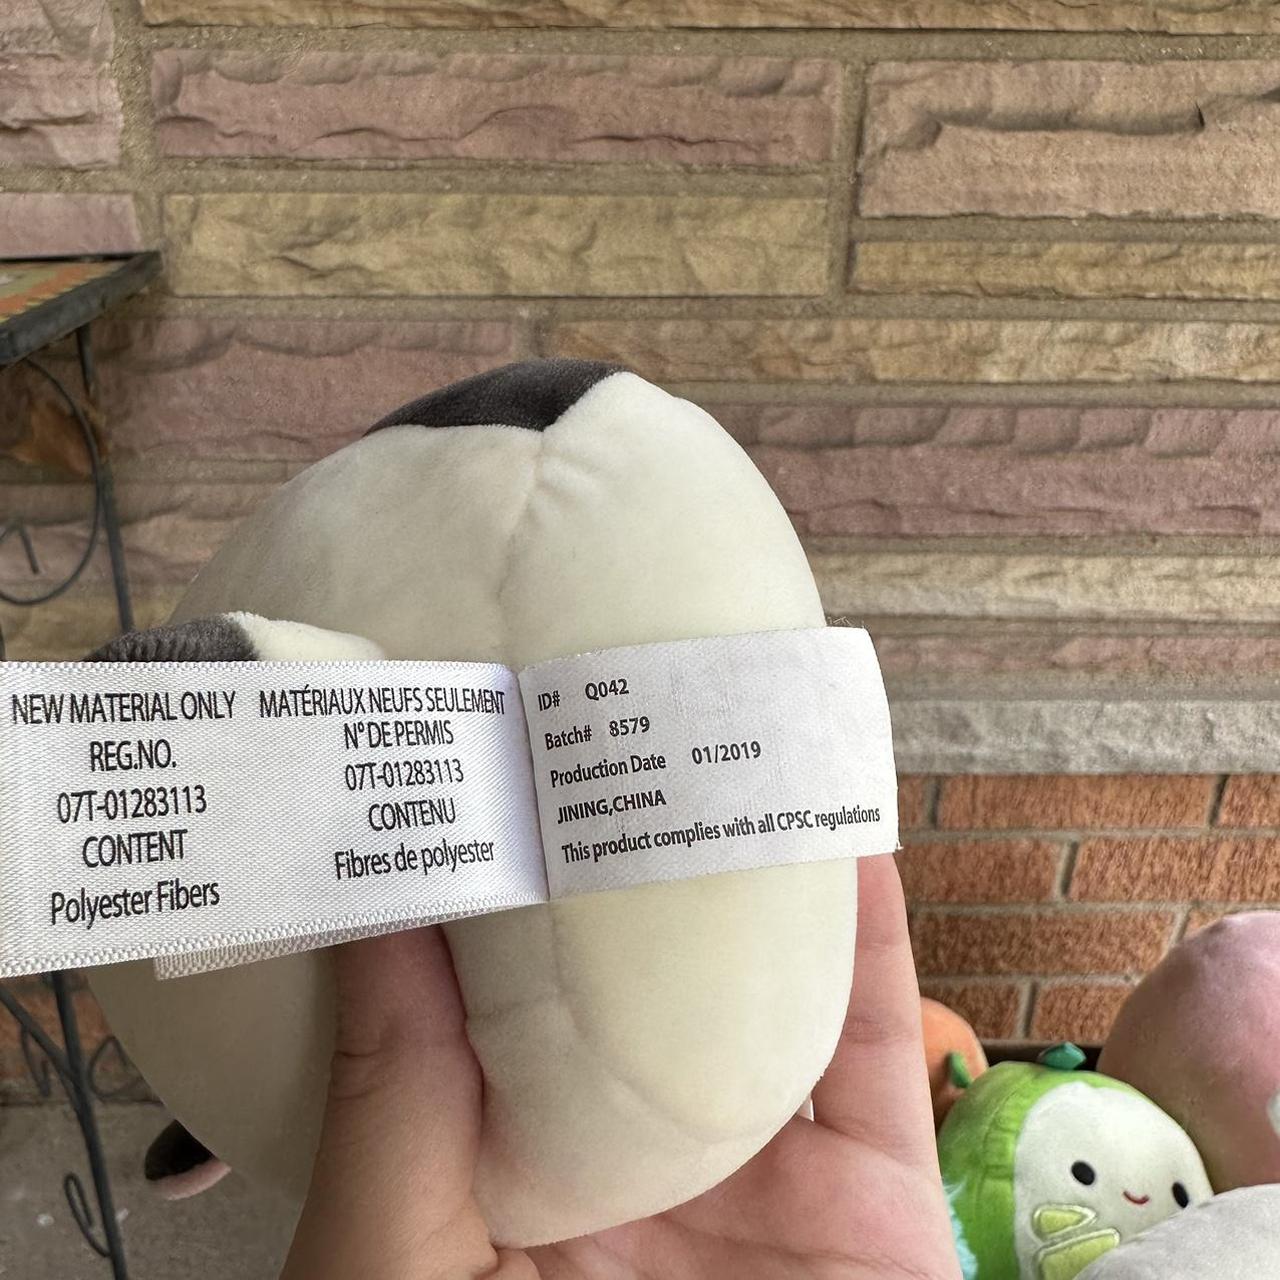 NEW MATERIAL ONLY
REG.NO.
07T-01283113
CONTENT
Polyester Fibers
MATÉRIAUX NEUFS SEULEMENT
N° DE PERMIS
07T-01283113
CONTENU
Fibres de polyester
ID# Q042
Batch# 8579
Production Date 01/2019
JINING,CHINA
This product complies with all CPSC regulations